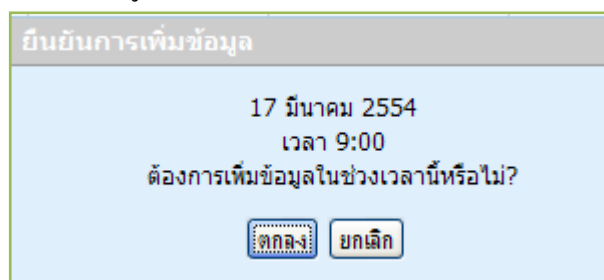 ยืนยันการเพิ่มข้อมูล
17 มีนาคม 2554
เวลา 9:00
ต้องการเพิ่มข้อมูลในช่วงเวลานี้หรือไม่?
ตกลง ยกเลิก